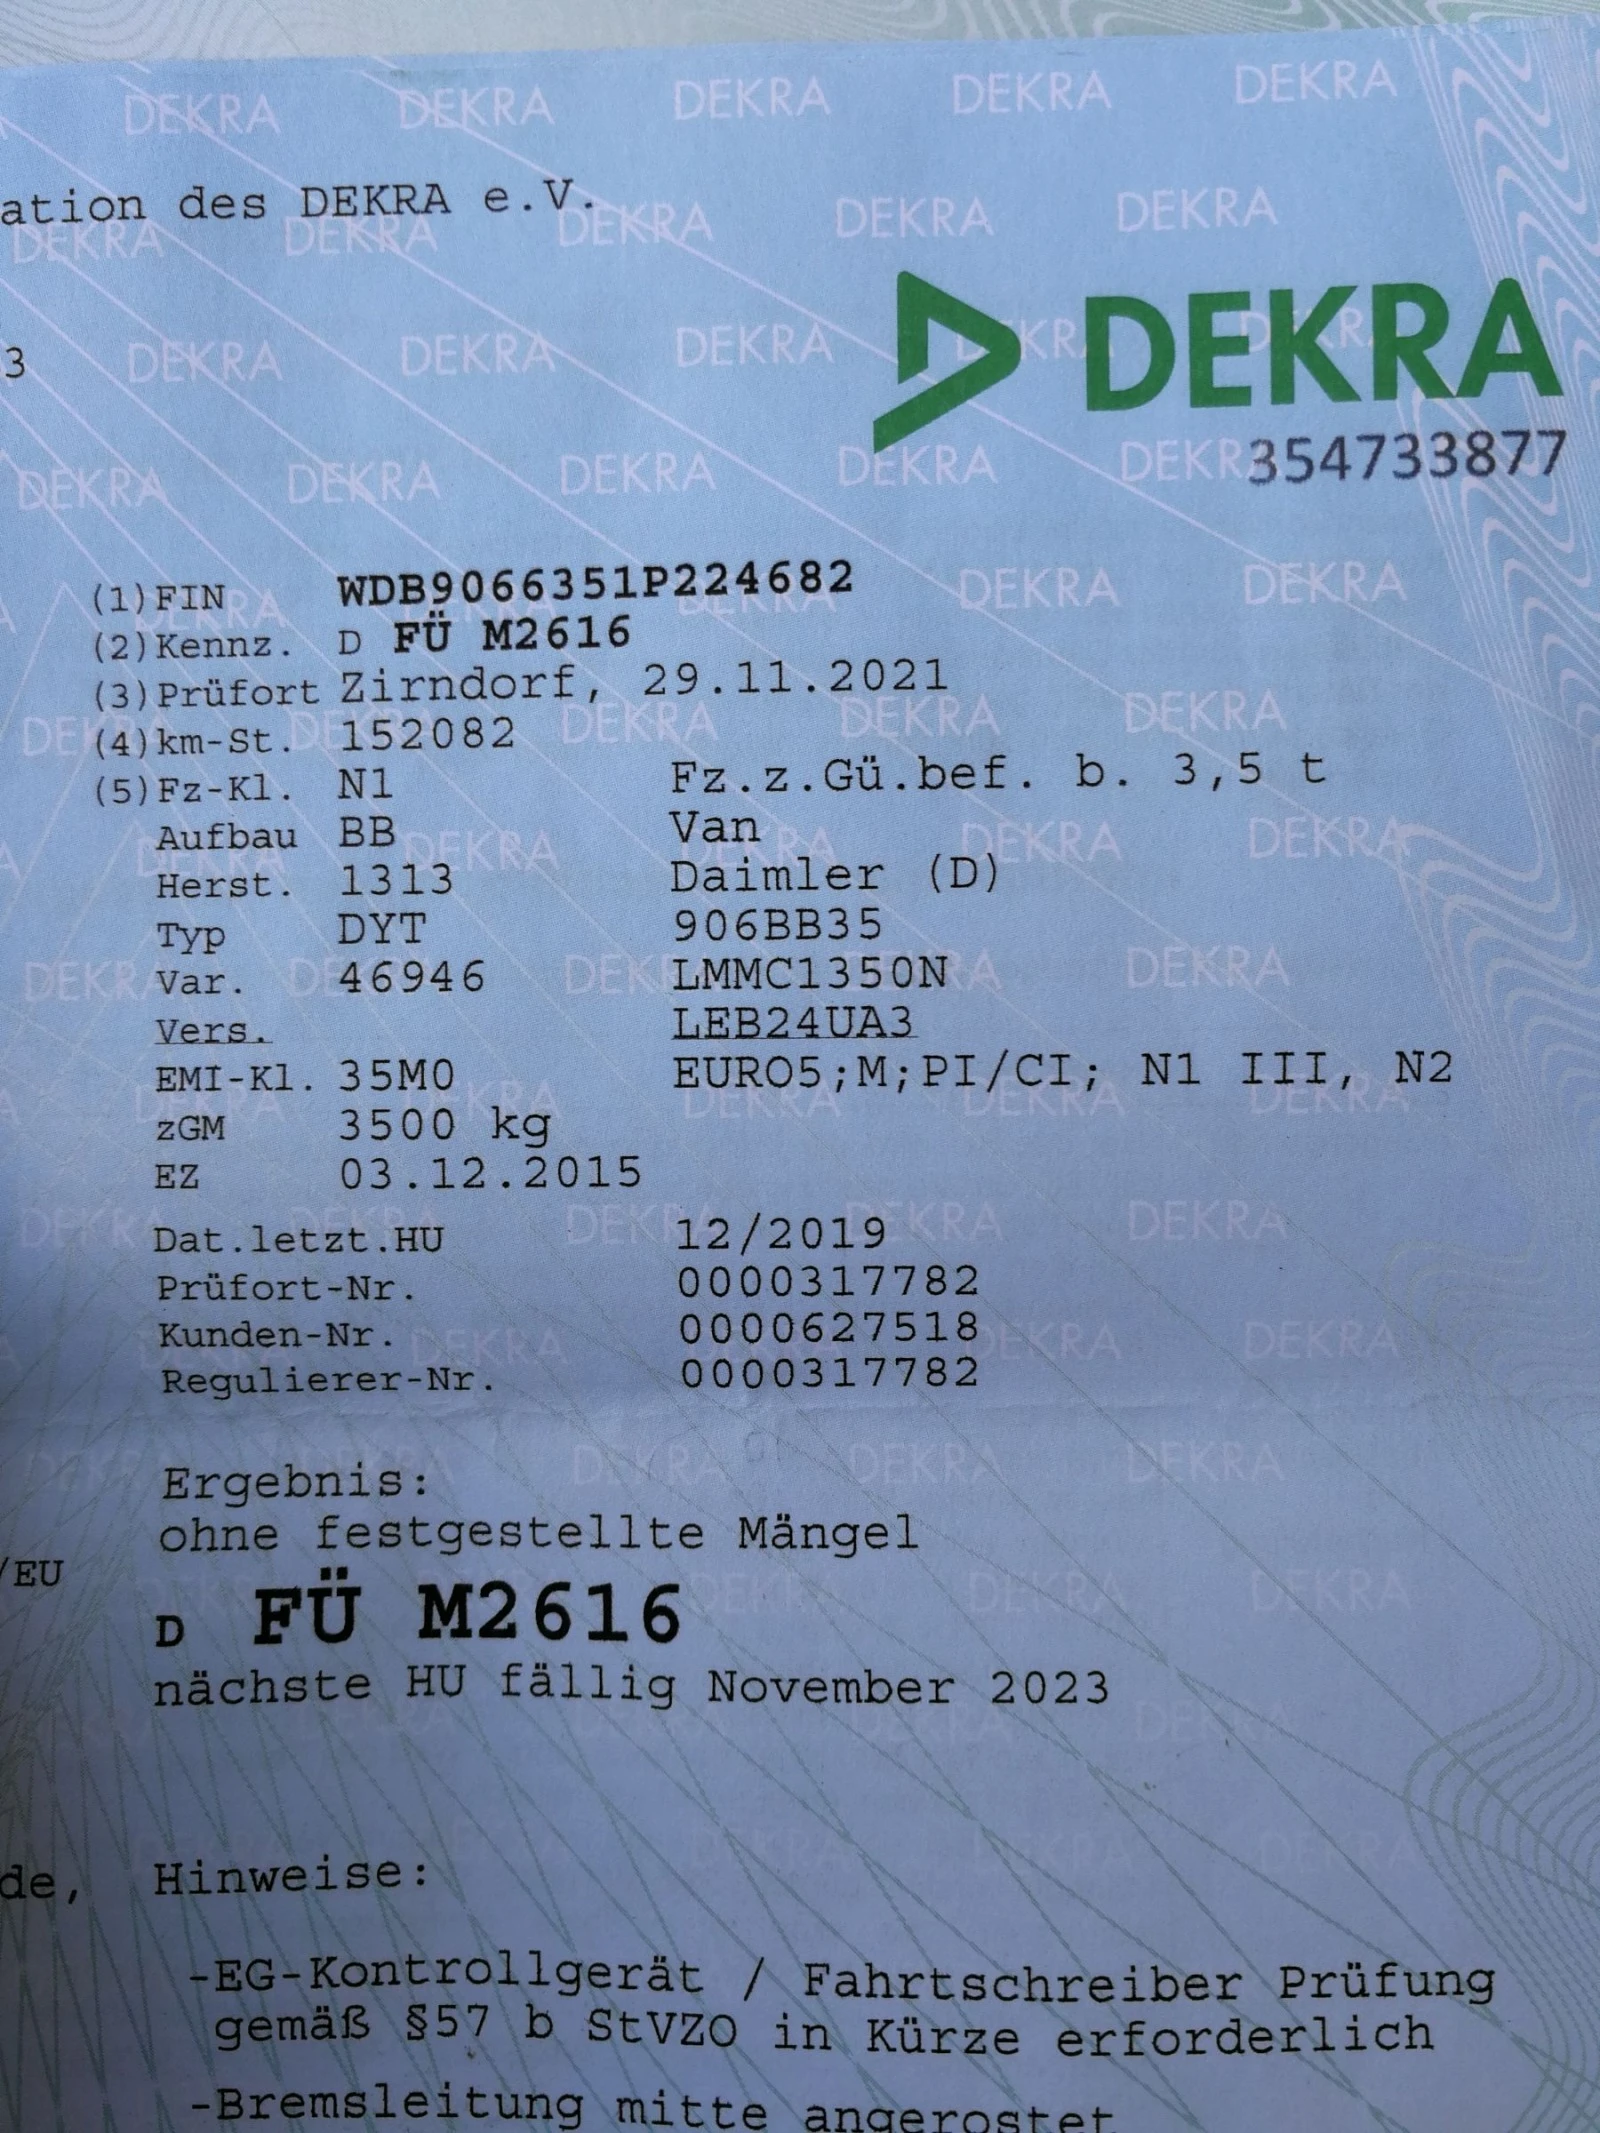 ation des DEKRA e.V.
3
DEKRA
354733877
(1)FIN WDB9066351P224682
(2)Kennz. D FÜ M2616
(3)Prüfort Zirndorf, 29.11.2021
(4)km-St. 152082
(5)Fz-Kl. N1 Fz.z.Gü.bef. b. 3,5 t
Aufbau BB Van
Herst. 1313 Daimler (D)
Typ DYT 906BB35
Var. 46946 LMMC1350N
Vers. LEB24UA3
EMI-Kl. 35M0 EURO5;M;PI/CI; N1 III, N2
zGM 3500 kg
EZ 03.12.2015
Dat.letzt.HU 12/2019
Prüfort-Nr. 0000317782
Kunden-Nr. 0000627518
Regulierer-Nr. 0000317782
Ergebnis:
ohne festgestellte Mängel
/EU
D FÜ M2616
nächste HU fällig November 2023
de, Hinweise:
-EG-Kontrollgerät / Fahrtschreiber Prüfung
gemäß §57 b StVZO in Kürze erforderlich
-Bremsleitung mitte angerostet